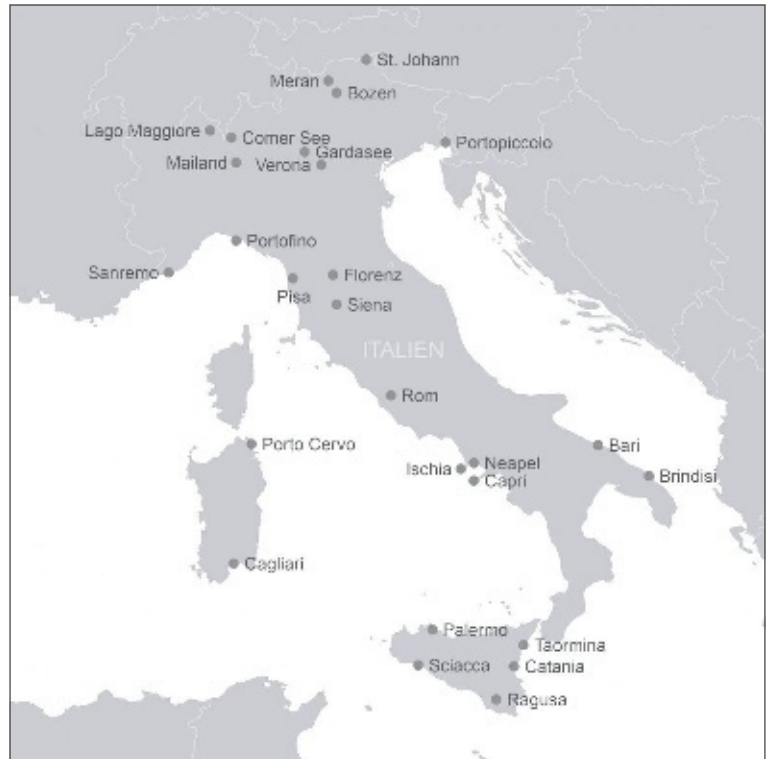 St. Johann
Meran
Bozen
Lago Maggiore
Comer See
Portopiccolo
Gardasee
Mailand
Verona
Portofino
Sanremo
Florenz
Pisa
Siena
ITALIEN
Rom
Porto Cervo
Bari
Neapel
Ischia
Brindisi
Capri
Cagliari
Palermo
Taormina
Sciacca
Catania
Ragusa